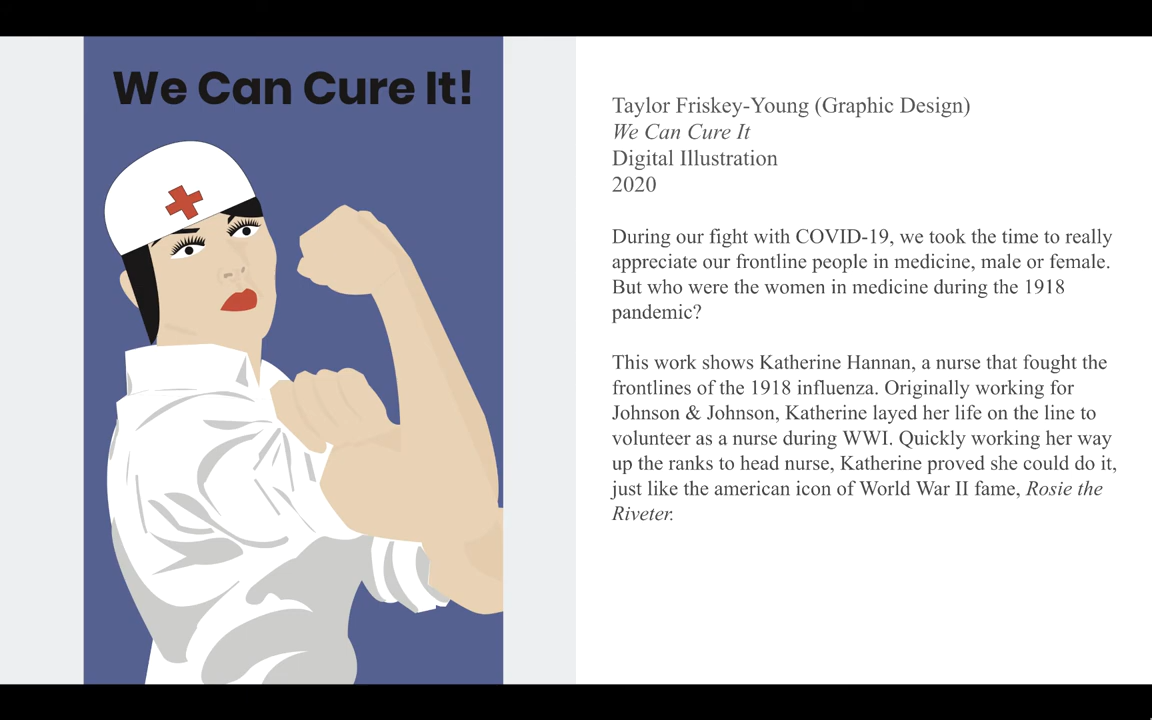 We Can Cure It!
Taylor Friskey-Young (Graphic Design)
We Can Cure It
Digital Illustration
2020
During our fight with COVID-19, we took the time to really
appreciate our frontline people in medicine, male or female.
But who were the women in medicine during the 1918
pandemic?
This work shows Katherine Hannan, a nurse that fought the
frontlines of the 1918 influenza. Originally working for
Johnson & Johnson, Katherine layed her life on the line to
volunteer as a nurse during WWI. Quickly working her way
up the ranks to head nurse, Katherine proved she could do it,
just like the american icon of World War II fame, Rosie the
Riveter.